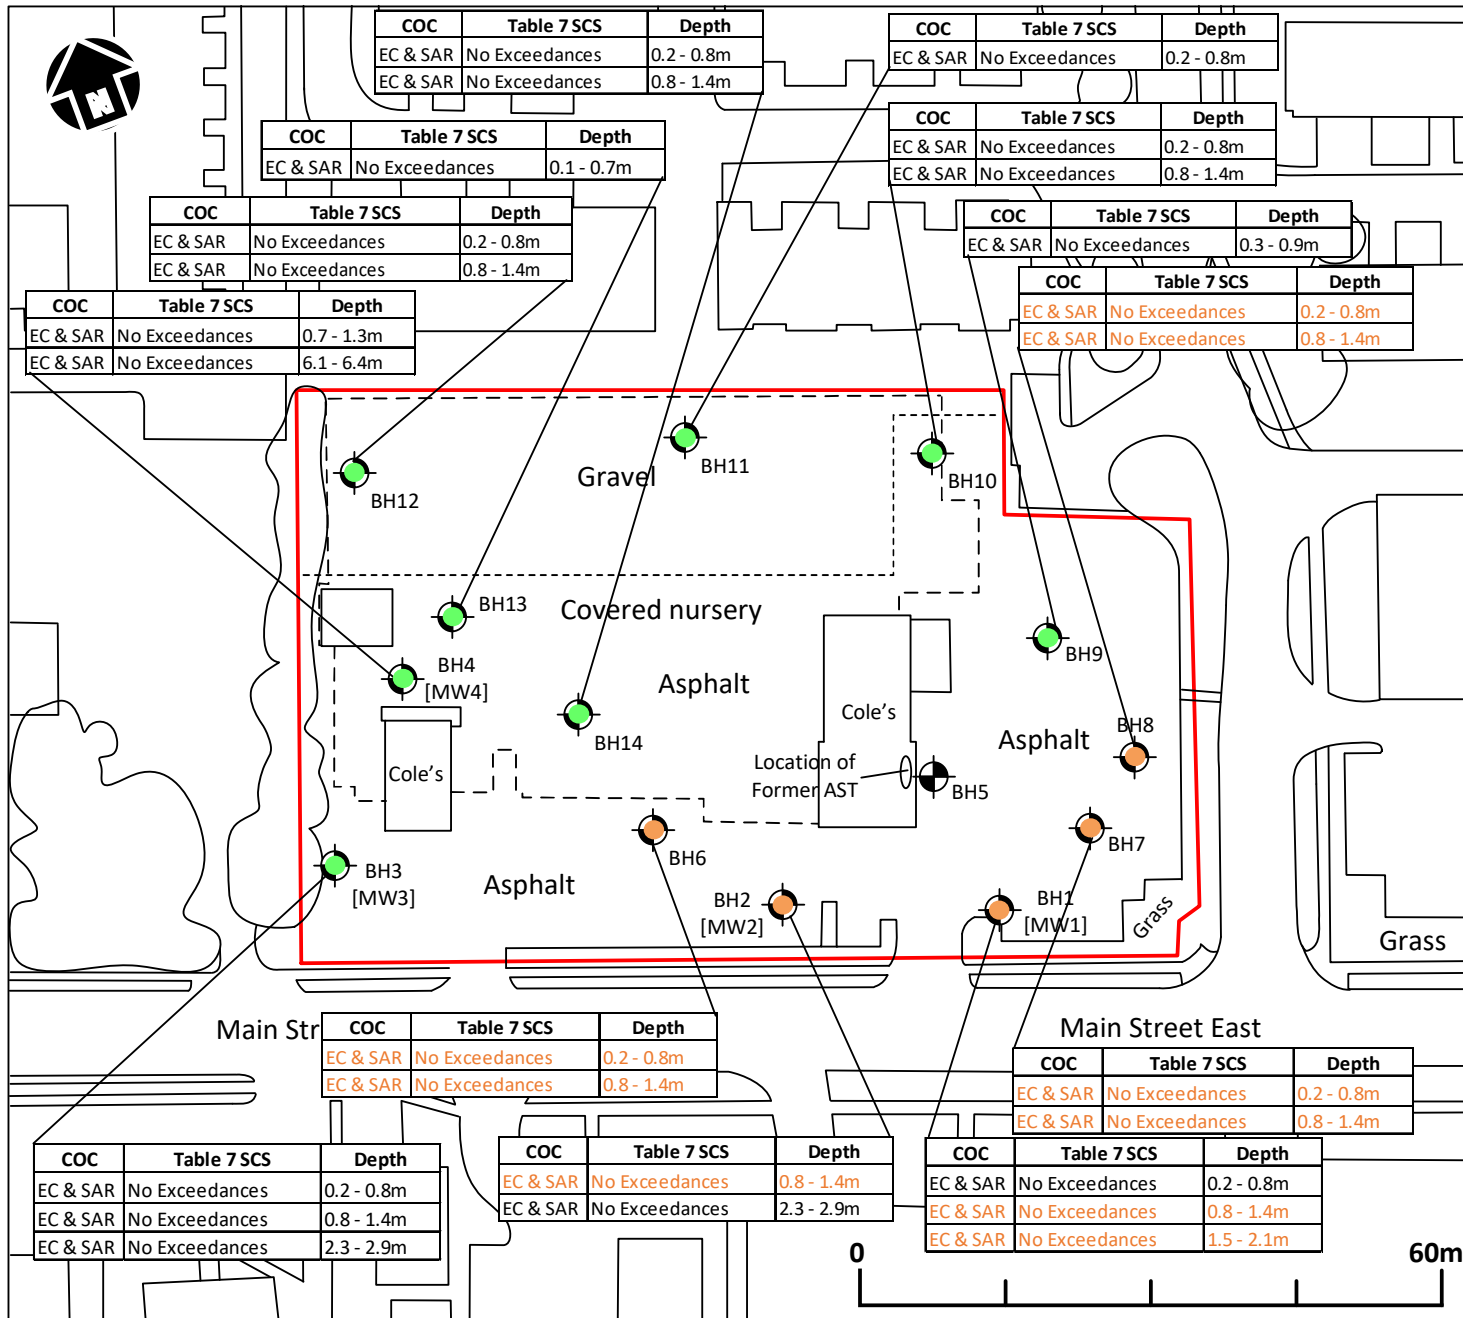 COC Table 7 SCS Depth
EC & SAR No Exceedances 0.2 - 0.8m
EC & SAR No Exceedances 0.8 - 1.4m
COC Table 7 SCS Depth
EC & SAR No Exceedances 0.2 - 0.8m
N
COC Table 7 SCS Depth
EC & SAR No Exceedances 0.1 - 0.7m
COC Table 7 SCS Depth
EC & SAR No Exceedances 0.2 - 0.8m
EC & SAR No Exceedances 0.8 - 1.4m
COC Table 7 SCS Depth
EC & SAR No Exceedances 0.2 - 0.8m
EC & SAR No Exceedances 0.8 - 1.4m
COC Table 7 SCS Depth
EC & SAR No Exceedances 0.3 - 0.9m
COC Table 7 SCS Depth
EC & SAR No Exceedances 0.7 - 1.3m
EC & SAR No Exceedances 6.1 - 6.4m
COC Table 7 SCS Depth
EC & SAR No Exceedances 0.2 - 0.8m
EC & SAR No Exceedances 0.8 - 1.4m
BH12
Gravel
BH11
BH10
BH13
Covered nursery
BH9
BH4
[MW4]
Asphalt
BH14
Cole's
Asphalt
BH8
Cole's
Location of
Former AST
BH5
BH6
BH7
BH3
[MW3]
Asphalt
BH2
[MW2]
BH1
[MW1]
Grass
Grass
Main Str
Main Street East
COC Table 7 SCS Depth
EC & SAR No Exceedances 0.2 - 0.8m
EC & SAR No Exceedances 0.8 - 1.4m
COC Table 7 SCS Depth
EC & SAR No Exceedances 0.2 - 0.8m
EC & SAR No Exceedances 0.8 - 1.4m
COC Table 7 SCS Depth
EC & SAR No Exceedances 0.2 - 0.8m
EC & SAR No Exceedances 0.8 - 1.4m
EC & SAR No Exceedances 2.3 - 2.9m
COC Table 7 SCS Depth
EC & SAR No Exceedances 0.8 - 1.4m
EC & SAR No Exceedances 2.3 - 2.9m
COC Table 7 SCS Depth
EC & SAR No Exceedances 0.2 - 0.8m
EC & SAR No Exceedances 0.8 - 1.4m
EC & SAR No Exceedances 1.5 - 2.1m
0 60m